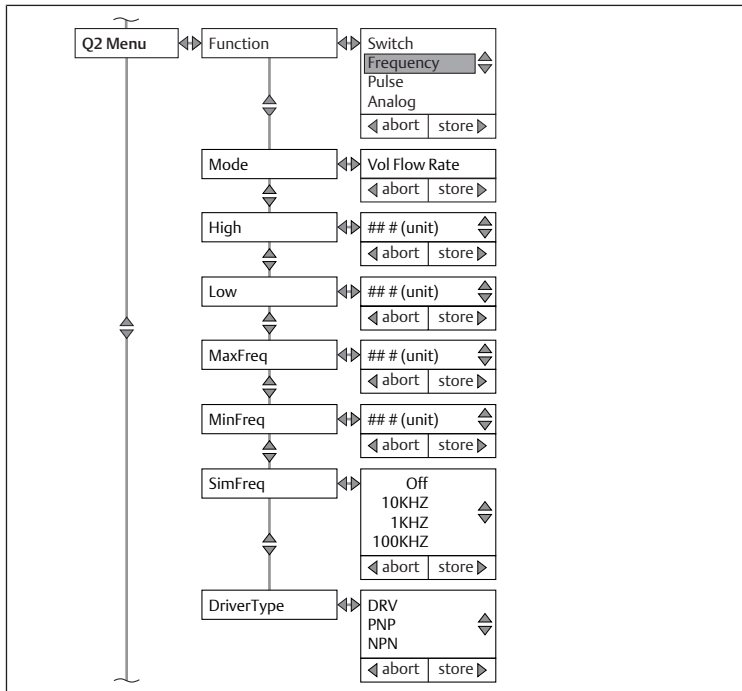 Q2 Menu
Function
Switch
Frequency
Pulse
Analog
abort store
Mode
Vol Flow Rate
abort store
High
## # (unit)
abort store
Low
## # (unit)
abort store
MaxFreq
## # (unit)
abort store
MinFreq
## # (unit)
abort store
SimFreq
Off
10KHZ
1KHZ
100KHZ
abort store
DriverType
DRV
PNP
NPN
abort store